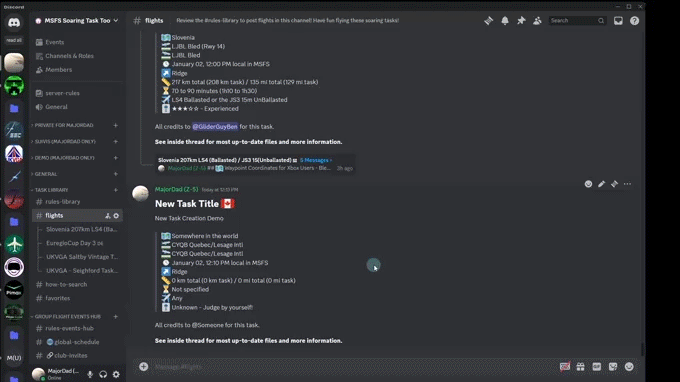 Discord
MSFS Soaring Task Too
# flights
Review the #rules-library to post flights in this channel! Have fun flying these soaring tasks!
Search
read all
Events
Channels & Roles
Members
server-rules
General
PRIVATE FOR MAJORDAD
SUIVIS (MAJORDAD ONLY)
DEMO (MAJORDAD ONLY)
GENERAL
TASK LIBRARY
rules-library
flights
Slovenia 207km LS4 (Ba...
EuregioCup Day 3
UKVGA Saltby Vintage T...
UKVGA - Seighford Task...
how-to-search
favorites
GROUP FLIGHT EVENTS HUB
rules-events-hub
global-schedule
club-invites
MajorDad (...
Online
M(U)
Slovenia
LJBL Bled (Rwy 14)
LJBL Bled
January 02, 12:00 PM local in MSFS
Ridge
217 km total (208 km task) / 135 mi total (129 mi task)
70 to 90 minutes (1h10 to 1h30)
LS4 Ballasted or the JS3 15m UnBallasted
★★★☆☆ - Experienced
All credits to @GliderGuyBen for this task.
See inside thread for most up-to-date files and more information.
Slovenia 207km LS4 (Ballasted) / JS3 15(Unballasted) 5 Messages ›
MajorDad (Z-5) ## Waypoint Coordinates for Xbox Users - Ble... 2h ago
MajorDad (Z-5) Today at 12:13 PM
New Task Title
New Task Creation Demo
Somewhere in the world
CYQB Quebec/Lesage Intl
CYQB Quebec/Lesage Intl
January 02, 12:10 PM local in MSFS
Ridge
0 km total (0 km task) / 0 mi total (0 mi task)
Not specified
Any
Unknown - Judge by yourself!
All credits to @Someone for this task.
See inside thread for most up-to-date files and more information.
Message #flights
GIF